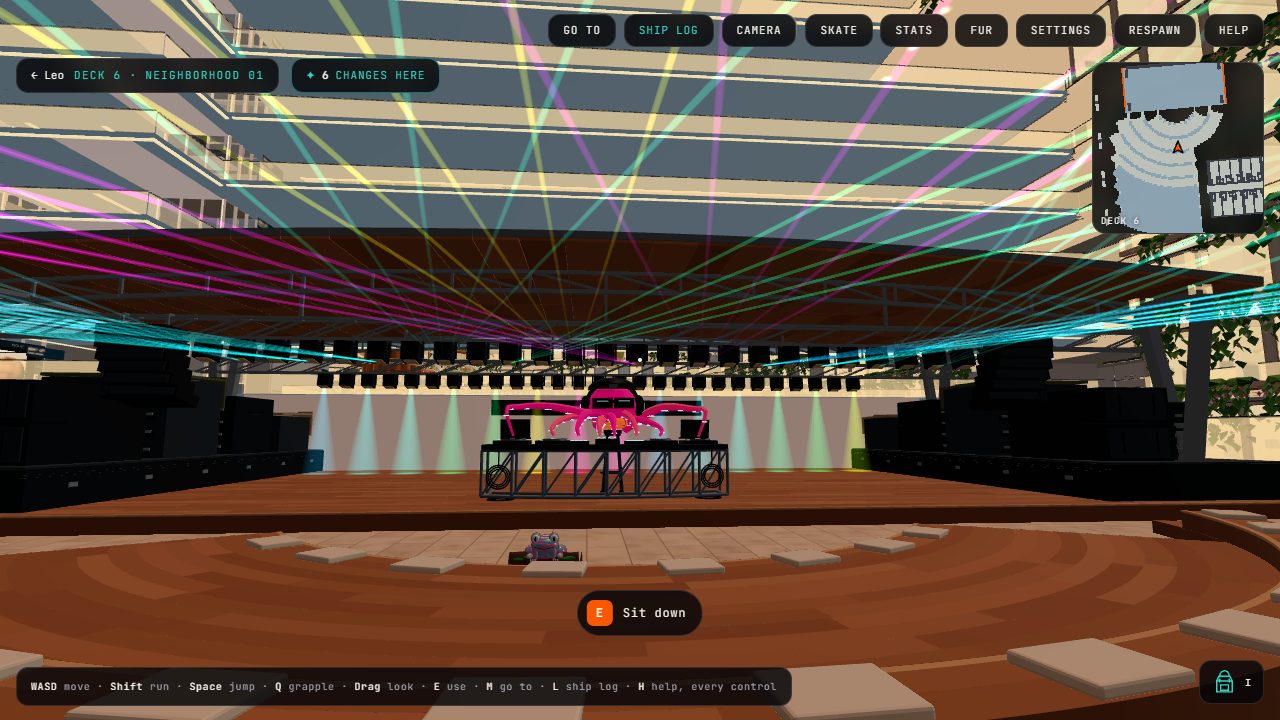 GO TO
SHIP LOG
CAMERA
SKATE
STATS
FUR
SETTINGS
RESPAWN
HELP
← Leo DECK 6 · NEIGHBORHOOD 01
✦ 6 CHANGES HERE
DECK 6
E Sit down
WASD move · Shift run · Space jump · Q grapple · Drag look · E use · M go to · L ship log · H help, every control
I